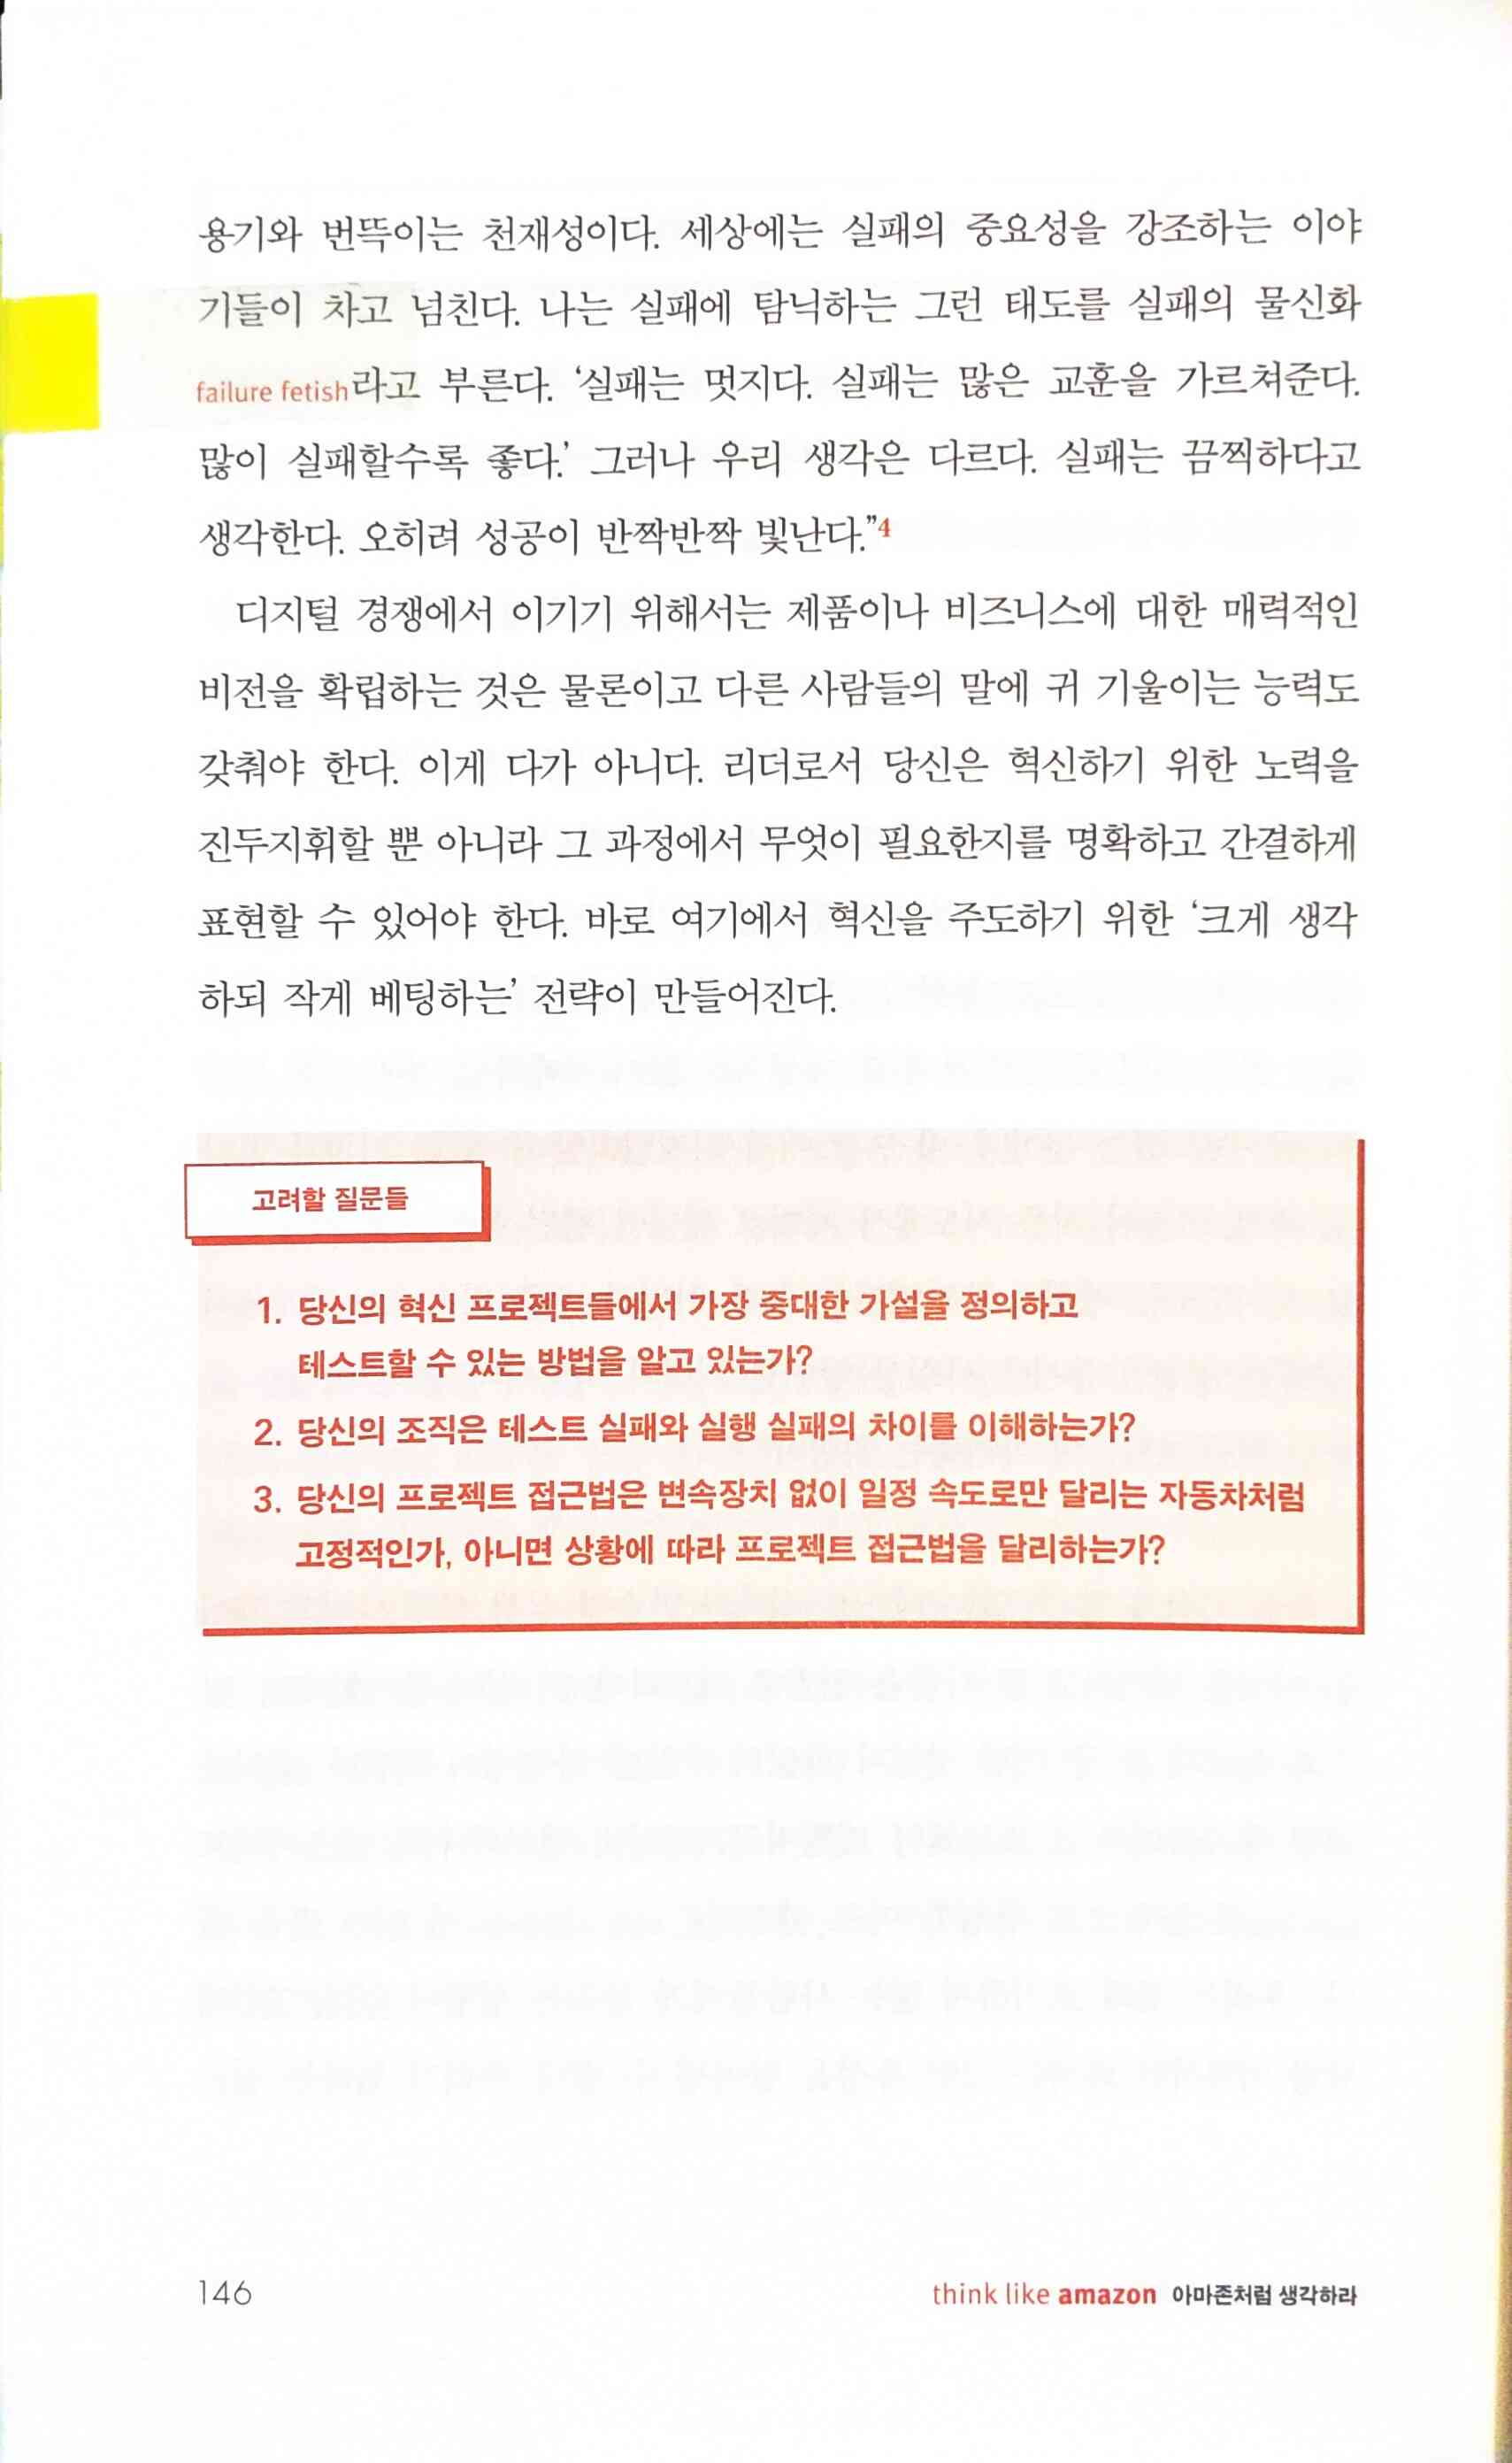 용기와 번뜩이는 천재성이다. 세상에는 실패의 중요성을 강조하는 이야
기들이 차고 넘친다. 나는 실패에 탐닉하는 그런 태도를 실패의 물신화
failure fetish라고 부른다. ‘실패는 멋지다. 실패는 많은 교훈을 가르쳐준다.
많이 실패할수록 좋다.’ 그러나 우리 생각은 다르다. 실패는 끔찍하다고
생각한다. 오히려 성공이 반짝반짝 빛난다.”4
디지털 경쟁에서 이기기 위해서는 제품이나 비즈니스에 대한 매력적인
비전을 확립하는 것은 물론이고 다른 사람들의 말에 귀 기울이는 능력도
갖춰야 한다. 이게 다가 아니다. 리더로서 당신은 혁신하기 위한 노력을
진두지휘할 뿐 아니라 그 과정에서 무엇이 필요한지를 명확하고 간결하게
표현할 수 있어야 한다. 바로 여기에서 혁신을 주도하기 위한 ‘크게 생각
하되 작게 베팅하는’ 전략이 만들어진다.
고려할 질문들
1. 당신의 혁신 프로젝트들에서 가장 중대한 가설을 정의하고
테스트할 수 있는 방법을 알고 있는가?
2. 당신의 조직은 테스트 실패와 실행 실패의 차이를 이해하는가?
3. 당신의 프로젝트 접근법은 변속장치 없이 일정 속도로만 달리는 자동차처럼
고정적인가, 아니면 상황에 따라 프로젝트 접근법을 달리하는가?
146
think like amazon 아마존처럼 생각하라